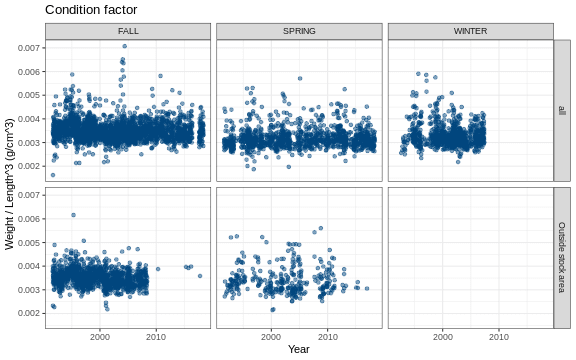 Condition factor
FALL
SPRING
WINTER
0.007
0.006
0.005
0.004
0.003
0.002
all
0.007
0.006
0.005
0.004
0.003
0.002
Outside stock area
Weight / Length^3 (g/cm^3)
2000
2010
2000
2010
2000
2010
Year